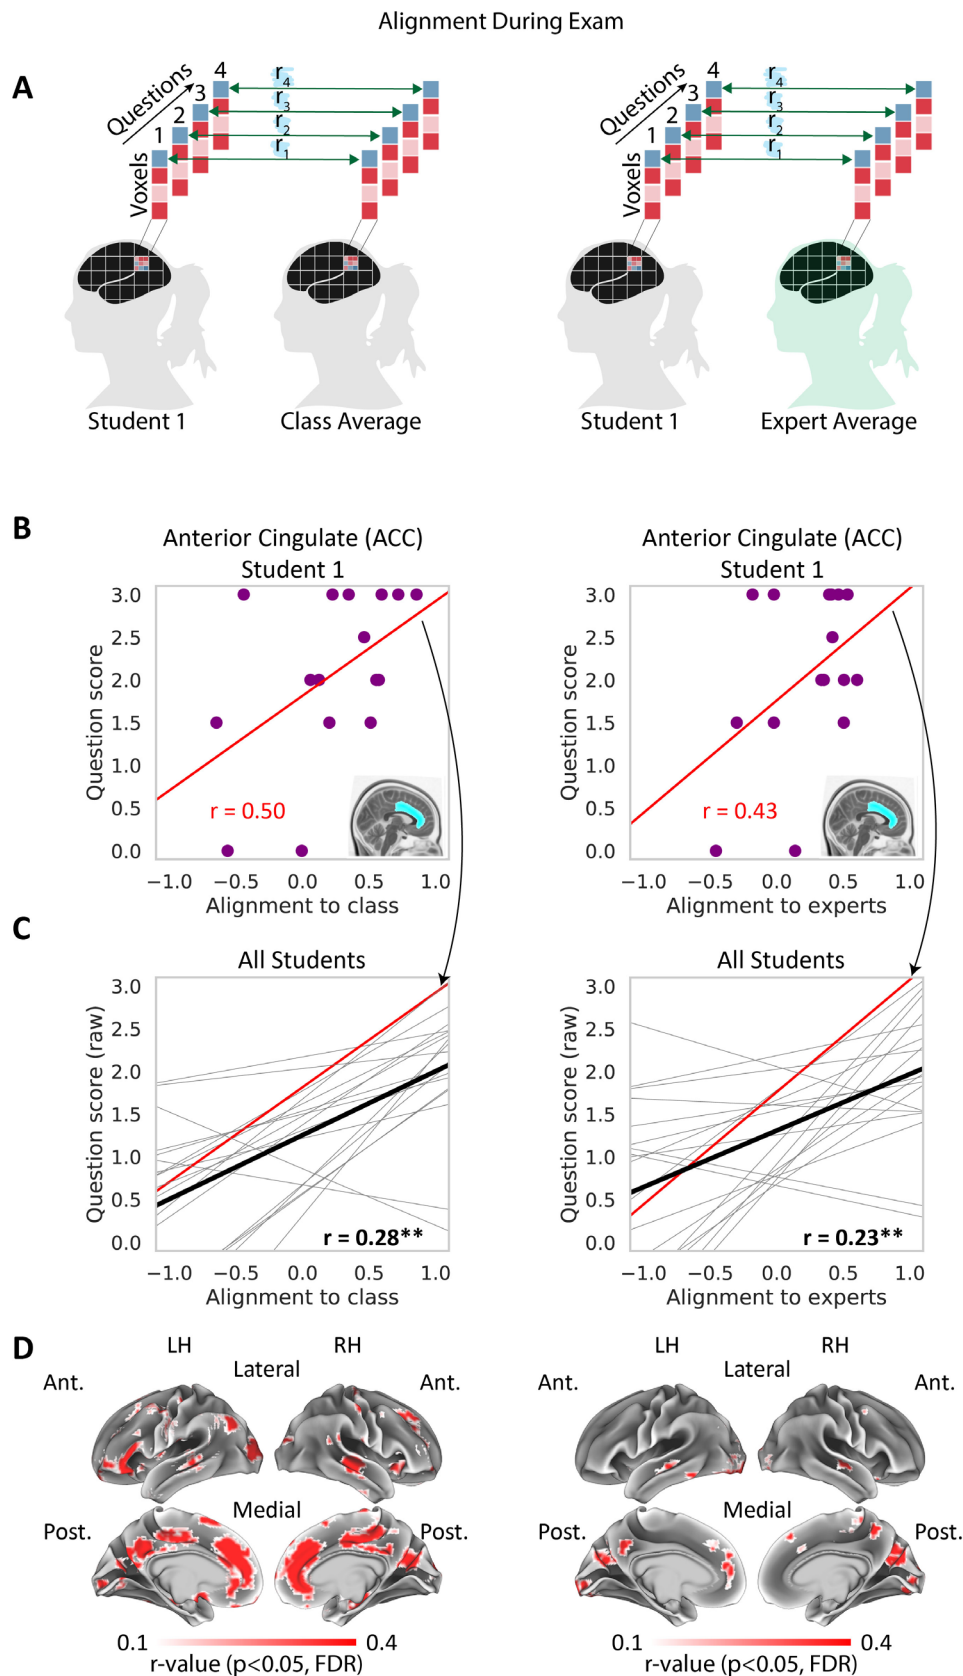 Alignment During Exam
A
Questions
1 2 3 4
Voxels
r4
r3
r2
r1
Student 1
Class Average
Questions
1 2 3 4
Voxels
r4
r3
r2
r1
Student 1
Expert Average
B
Anterior Cingulate (ACC)
Student 1
Question score
3.0
2.5
2.0
1.5
1.0
0.5
0.0
r = 0.50
−1.0 −0.5 0.0 0.5 1.0
Alignment to class
Anterior Cingulate (ACC)
Student 1
Question score
3.0
2.5
2.0
1.5
1.0
0.5
0.0
r = 0.43
−1.0 −0.5 0.0 0.5 1.0
Alignment to experts
C
All Students
Question score (raw)
3.0
2.5
2.0
1.5
1.0
0.5
0.0
r = 0.28**
−1.0 −0.5 0.0 0.5 1.0
Alignment to class
All Students
Question score (raw)
3.0
2.5
2.0
1.5
1.0
0.5
0.0
r = 0.23**
−1.0 −0.5 0.0 0.5 1.0
Alignment to experts
D
LH RH
Lateral
Ant. Ant.
Medial
Post. Post.
0.1 0.4
r-value (p<0.05, FDR)
LH RH
Lateral
Ant. Ant.
Medial
Post. Post.
0.1 0.4
r-value (p<0.05, FDR)